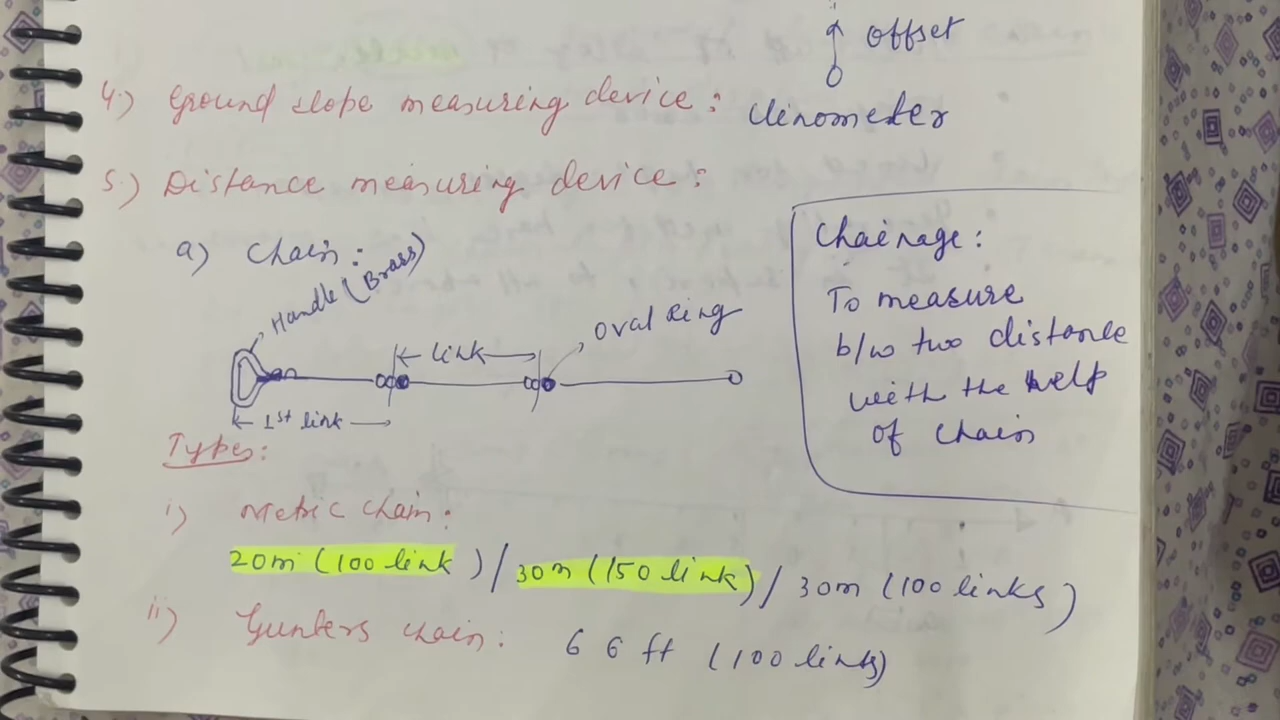 offset
4.) Ground slope measuring device: Clinometer
5.) Distance measuring device:
a) Chain:
Handle (Brass)
link
oval Ring
1st link
Chainage:
To measure
b/w two distance
with the help
of chain
Types:
i) Metric chain:
20m (100 link) / 30m (150 link) / 30m (100 links)
ii) Gunters chain: 66 ft (100 links)